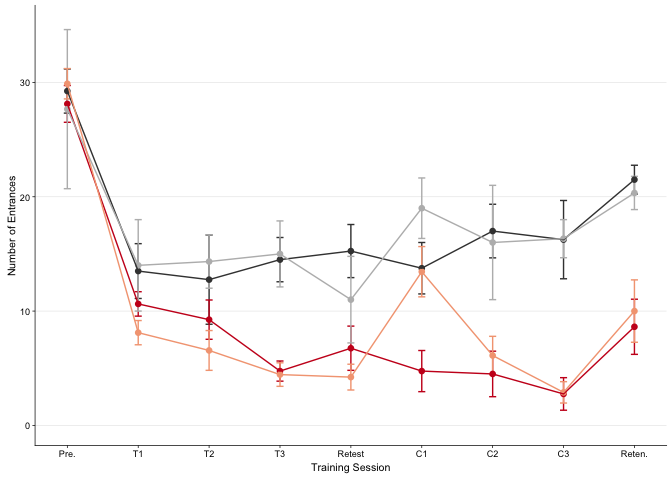 Number of Entrances
30
20
10
0
Pre. T1 T2 T3 Retest C1 C2 C3 Reten.
Training Session